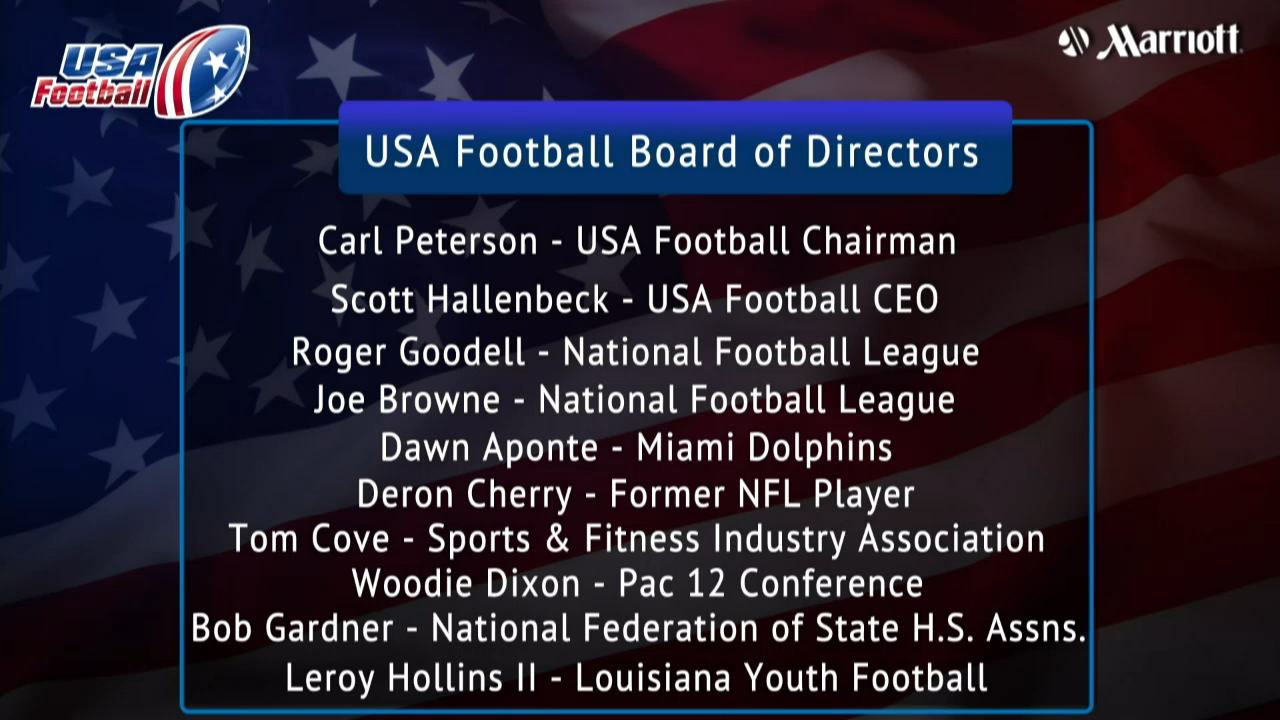 USA
Football
Marriott
USA Football Board of Directors
Carl Peterson - USA Football Chairman
Scott Hallenbeck - USA Football CEO
Roger Goodell - National Football League
Joe Browne - National Football League
Dawn Aponte - Miami Dolphins
Deron Cherry - Former NFL Player
Tom Cove - Sports & Fitness Industry Association
Woodie Dixon - Pac 12 Conference
Bob Gardner - National Federation of State H.S. Assns.
Leroy Hollins II - Louisiana Youth Football